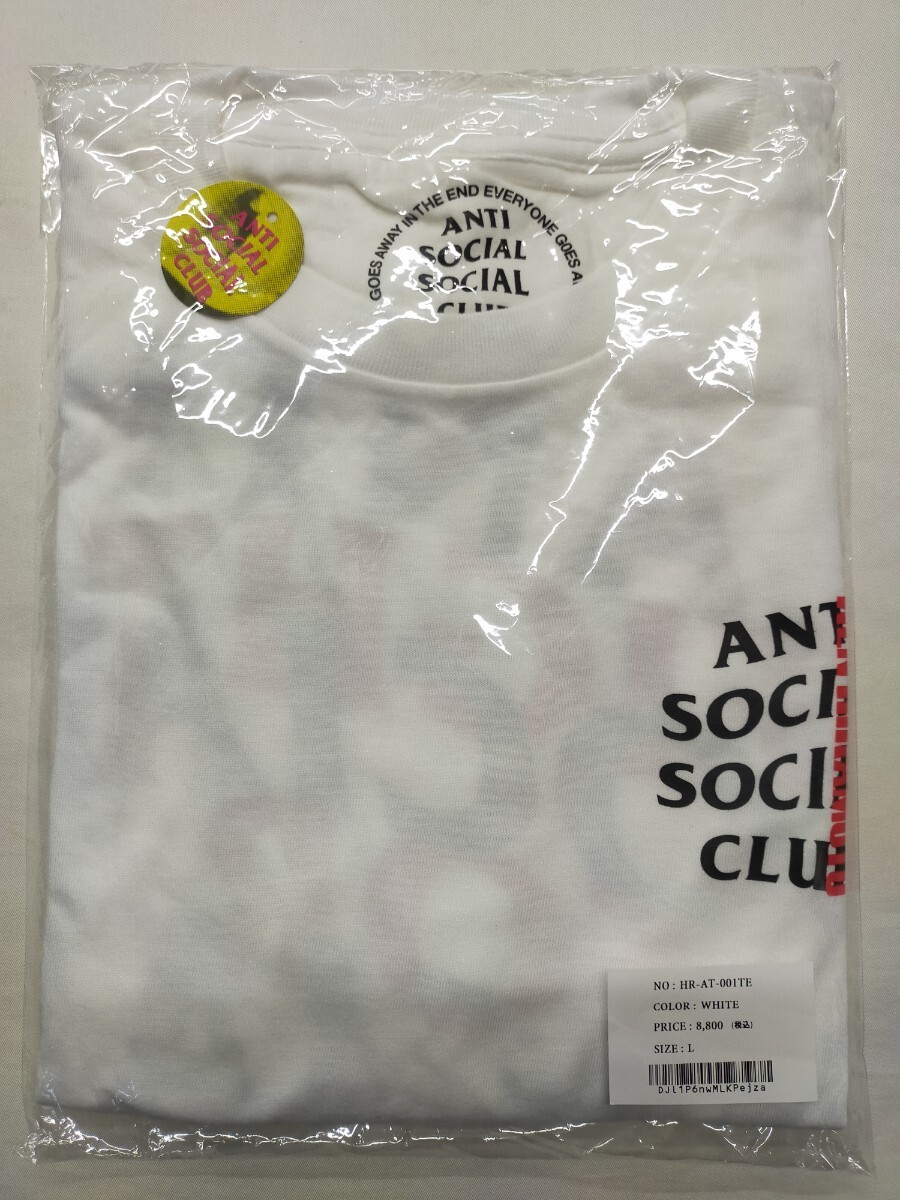 GOES AWAY IN THE END EVERYONE GOES A
ANTI
SOCIAL
SOCIAL
CLUB
ANTI
SOCIAL
SOCIAL
CLUB
ANT
SOCI
SOCI
CLU
NO : HR-AT-001TE
COLOR : WHITE
PRICE : 8,800 (税込)
SIZE : L
DJl1P6nwMLKPejza